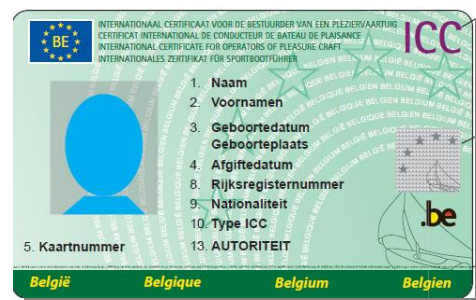 BE
INTERNATIONAAL CERTIFICAAT VOOR DE BESTUURDER VAN EEN PLEZIERVAARTUIG
CERTIFICAT INTERNATIONAL DE CONDUCTEUR DE BATEAU DE PLAISANCE
INTERNATIONAL CERTIFICATE FOR OPERATORS OF PLEASURE CRAFT
INTERNATIONALES ZERTIFIKAT FÜR SPORTBOOTFÜHRER
ICC
1. Naam
2. Voornamen
3. Geboortedatum
Geboorteplaats
4. Afgiftedatum
8. Rijksregisternummer
9. Nationaliteit
10. Type ICC
13. AUTORITEIT
5. Kaartnummer
.be
België Belgique Belgium Belgien